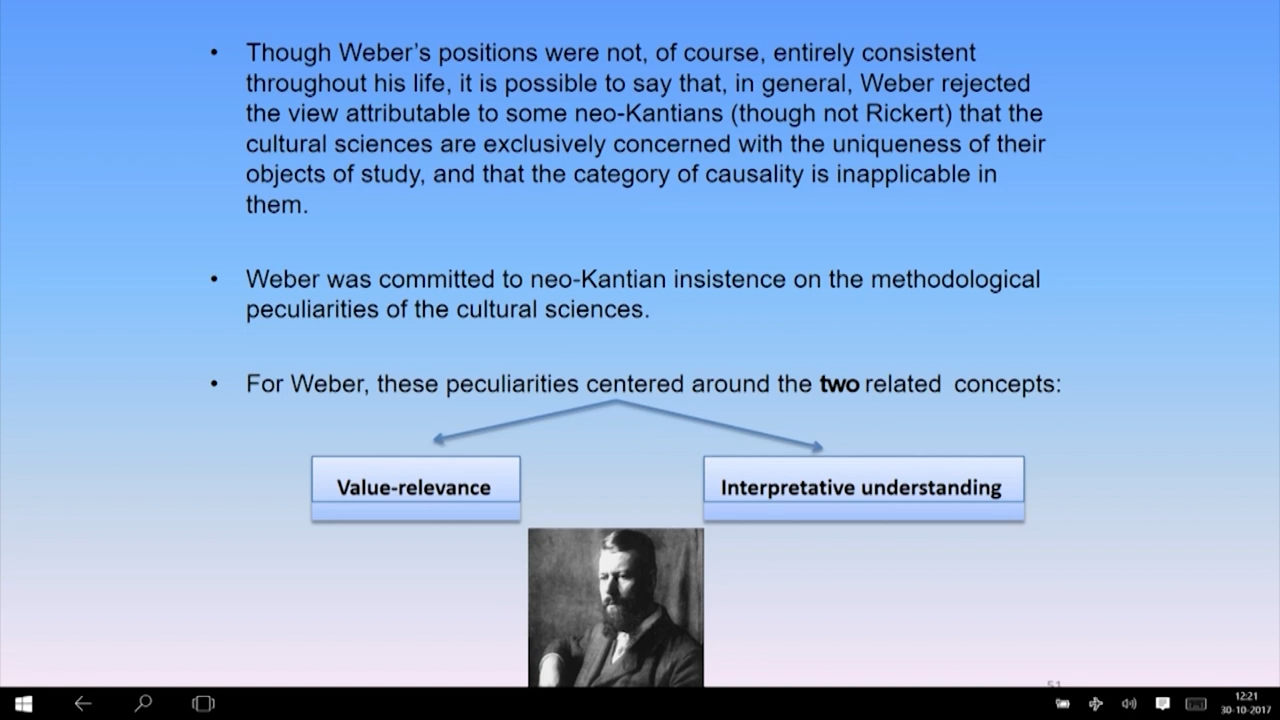 • Though Weber's positions were not, of course, entirely consistent
throughout his life, it is possible to say that, in general, Weber rejected
the view attributable to some neo-Kantians (though not Rickert) that the
cultural sciences are exclusively concerned with the uniqueness of their
objects of study, and that the category of causality is inapplicable in
them.
• Weber was committed to neo-Kantian insistence on the methodological
peculiarities of the cultural sciences.
• For Weber, these peculiarities centered around the two related concepts:
Value-relevance
Interpretative understanding
51
12:21
30-10-2017